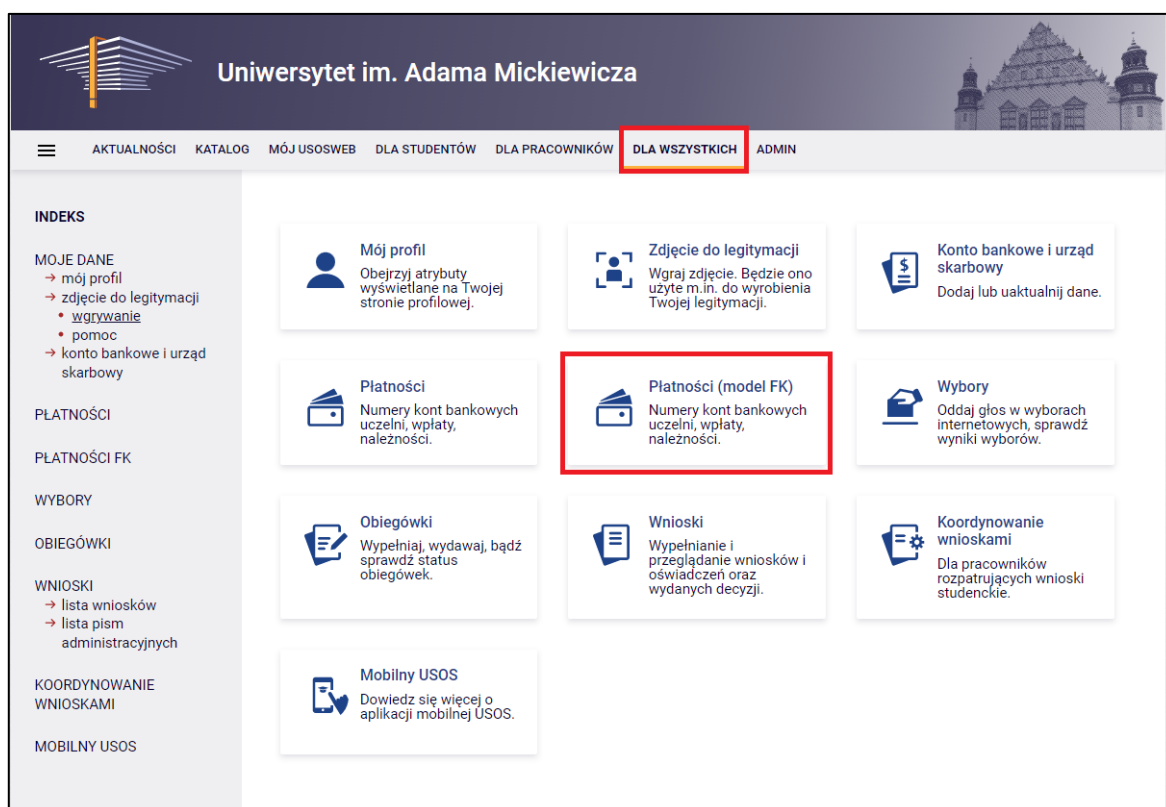 Uniwersytet im. Adama Mickiewicza
AKTUALNOŚCI KATALOG MÓJ USOSWEB DLA STUDENTÓW DLA PRACOWNIKÓW DLA WSZYSTKICH ADMIN
INDEKS
MOJE DANE
→ mój profil
→ zdjęcie do legitymacji
• wgrywanie
• pomoc
→ konto bankowe i urząd
skarbowy
PŁATNOŚCI
PŁATNOŚCI FK
WYBORY
OBIEGÓWKI
WNIOSKI
→ lista wniosków
→ lista pism
administracyjnych
KOORDYNOWANIE
WNIOSKAMI
MOBILNY USOS
Mój profil
Obejrzyj atrybuty
wyświetlane na Twojej
stronie profilowej.
Zdjęcie do legitymacji
Wgraj zdjęcie. Będzie ono
użyte m.in. do wyrobienia
Twojej legitymacji.
$
Konto bankowe i urząd
skarbowy
Dodaj lub uaktualnij dane.
Płatności
Numery kont bankowych
uczelni, wpłaty,
należności.
Płatności (model FK)
Numery kont bankowych
uczelni, wpłaty,
należności.
Wybory
Oddaj głos w wyborach
internetowych, sprawdź
wyniki wyborów.
Obiegówki
Wypełniaj, wydawaj, bądź
sprawdź status
obiegówek.
Wnioski
Wypełnianie i
przeglądanie wniosków i
oświadczeń oraz
wydanych decyzji.
Koordynowanie
wnioskami
Dla pracowników
rozpatrujących wnioski
studenckie.
Mobilny USOS
Dowiedz się więcej o
aplikacji mobilnej USOS.